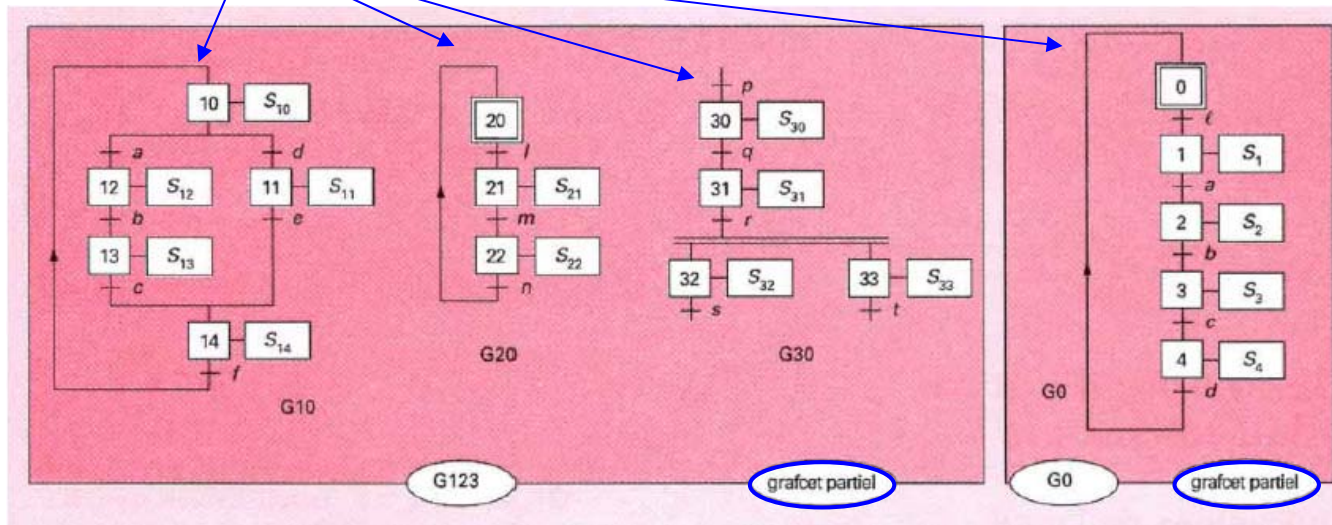 10 S10
a d
12 S12 11 S11
b e
13 S13
c
14 S14
f
G10
20
l
21 S21
m
22 S22
n
G20
p
30 S30
q
31 S31
r
32 S32 33 S33
s t
G30
G123 grafcet partiel
0
ℓ
1 S1
a
2 S2
b
3 S3
c
4 S4
d
G0
G0 grafcet partiel